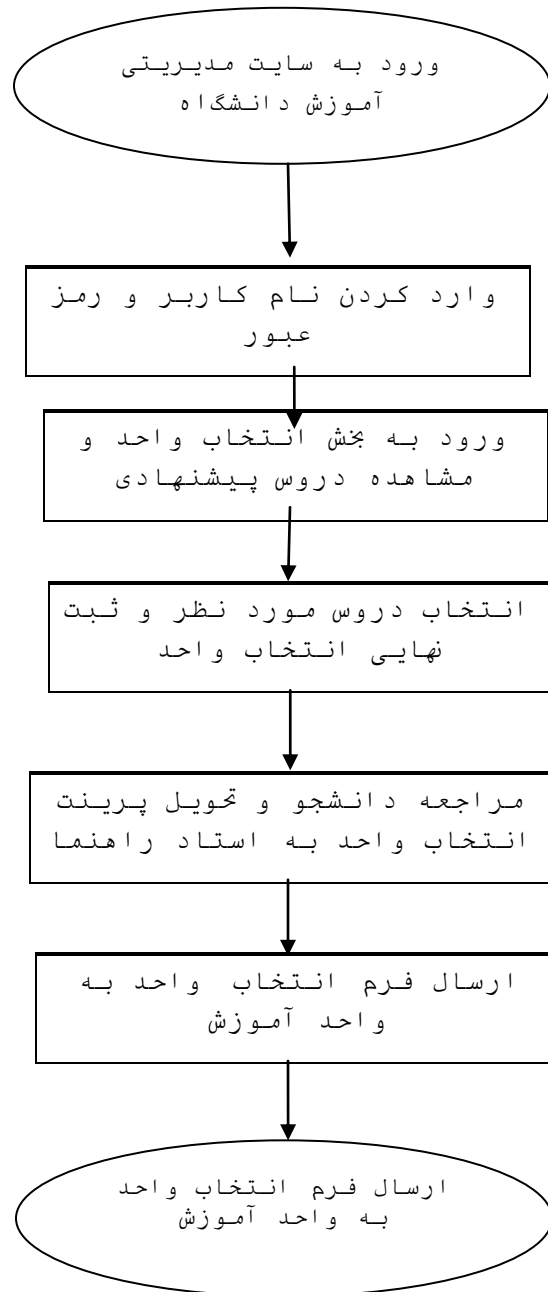 ورود به سایت مدیریتی
آموزش دانشگاه
وارد کردن نام کاربر و رمز
عبور
ورود به بخش انتخاب واحد و
مشاهده دروس پیشنهادی
انتخاب دروس مورد نظر و ثبت
نهایی انتخاب واحد
مراجعه دانشجو و تحویل پرینت
انتخاب واحد به استاد راهنما
ارسال فرم انتخاب واحد به
واحد آموزش
ارسال فرم انتخاب واحد
به واحد آموزش